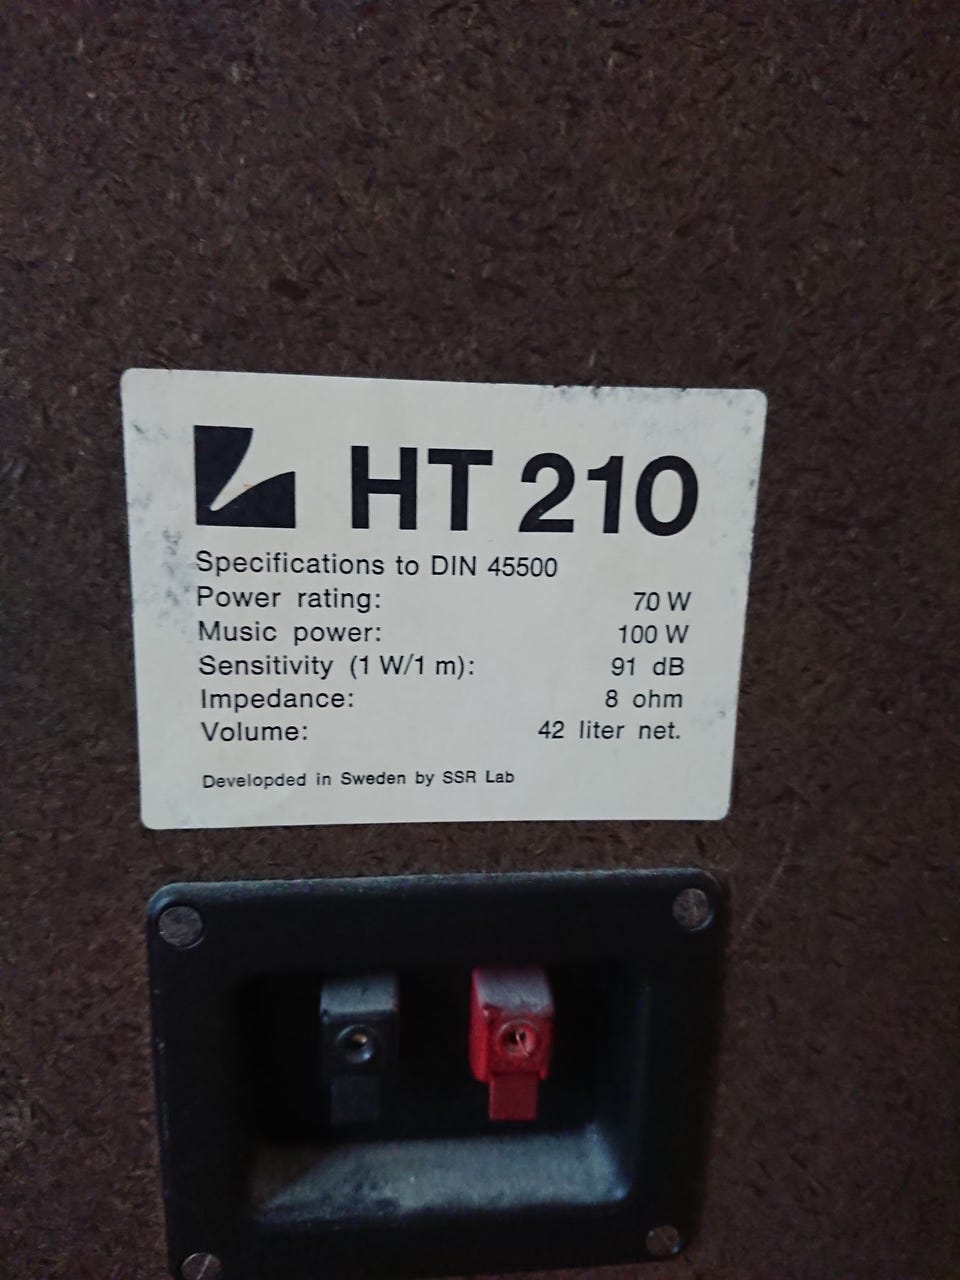 HT 210
Specifications to DIN 45500
Power rating: 70 W
Music power: 100 W
Sensitivity (1 W/1 m): 91 dB
Impedance: 8 ohm
Volume: 42 liter net.
Developded in Sweden by SSR Lab